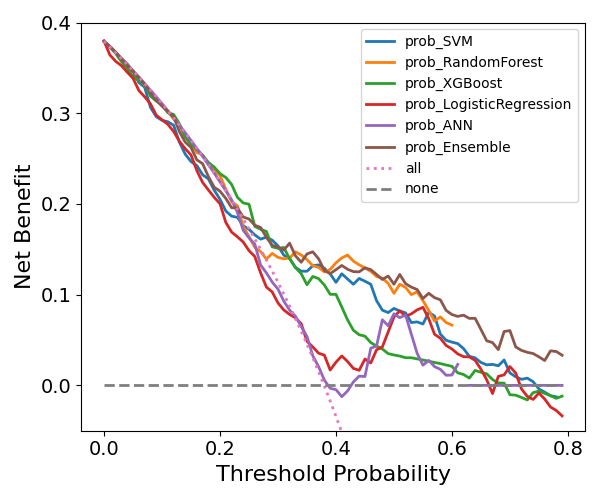 0.4
0.3
0.2
0.1
0.0
Net Benefit
prob_SVM
prob_RandomForest
prob_XGBoost
prob_LogisticRegression
prob_ANN
prob_Ensemble
all
none
0.0 0.2 0.4 0.6 0.8
Threshold Probability